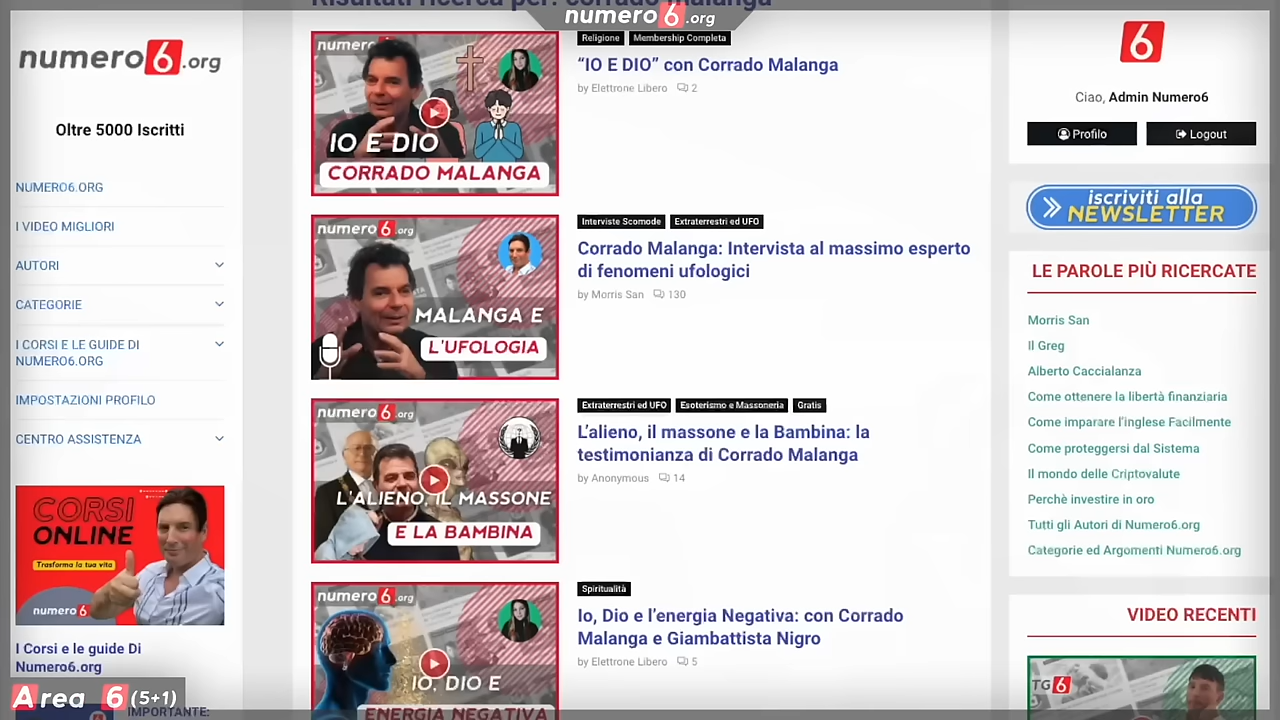 Risultati ricerca per: corrado malanga
numero6.org
numero6.org
Oltre 5000 Iscritti
NUMERO6.ORG
I VIDEO MIGLIORI
AUTORI
CATEGORIE
I CORSI E LE GUIDE DI
NUMERO6.ORG
IMPOSTAZIONI PROFILO
CENTRO ASSISTENZA
CORSI
ONLINE
Trasforma la tua vita
numero6
I Corsi e le guide Di
Numero6.org
Area 6 (5+1)
IMPORTANTE:
numero6
IO E DIO
CORRADO MALANGA
Religione Membership Completa
“IO E DIO” con Corrado Malanga
by Elettrone Libero 2
numero6.org
MALANGA E
L'UFOLOGIA
Interviste Scomode Extraterrestri ed UFO
Corrado Malanga: Intervista al massimo esperto
di fenomeni ufologici
by Morris San 130
numero6.org
L'ALIENO, IL MASSONE
E LA BAMBINA
Extraterrestri ed UFO Esoterismo e Massoneria Gratis
L’alieno, il massone e la Bambina: la
testimonianza di Corrado Malanga
by Anonymous 14
numero6.org
IO, DIO E
ENERGIA NEGATIVA
Spiritualità
Io, Dio e l’energia Negativa: con Corrado
Malanga e Giambattista Nigro
by Elettrone Libero 5
6
Ciao, Admin Numero6
Profilo Logout
iscriviti alla
NEWSLETTER
LE PAROLE PIÙ RICERCATE
Morris San
Il Greg
Alberto Caccialanza
Come ottenere la libertà finanziaria
Come imparare l'inglese Facilmente
Come proteggersi dal Sistema
Il mondo delle Criptovalute
Perchè investire in oro
Tutti gli Autori di Numero6.org
Categorie ed Argomenti Numero6.org
VIDEO RECENTI
TG6